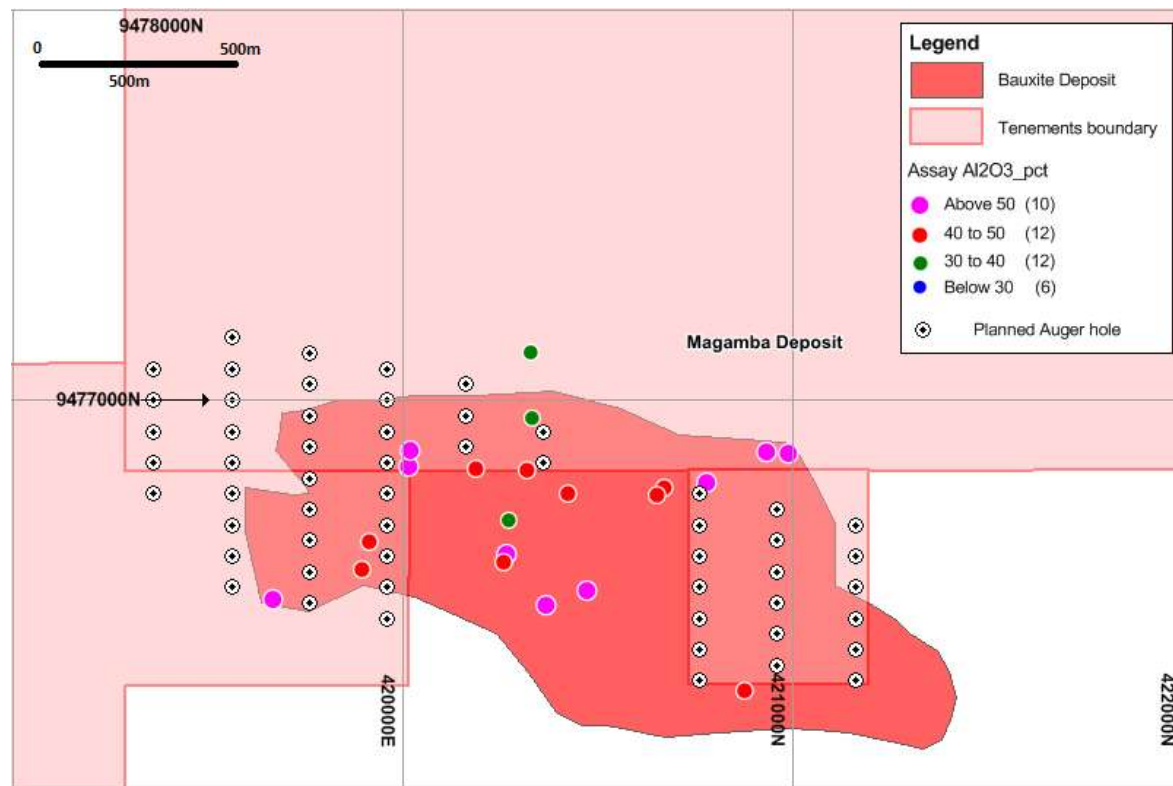 9478000N
0
500m
500m
Legend
Bauxite Deposit
Tenements boundary
Assay Al2O3_pct
Above 50 (10)
40 to 50 (12)
30 to 40 (12)
Below 30 (6)
Planned Auger hole
Magamba Deposit
9477000N
420000E
421000N
422000N